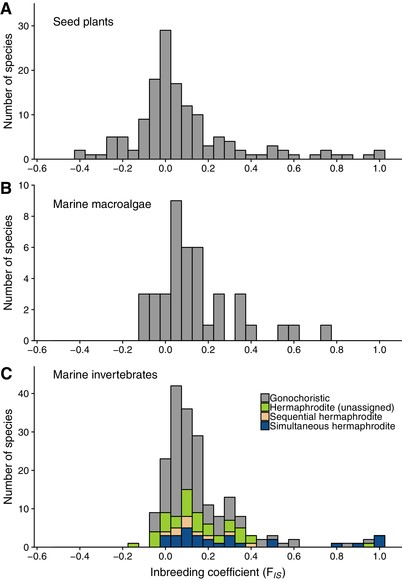 A
Seed plants
Number of species
30
20
10
0
−0.6 −0.4 −0.2 0.0 0.2 0.4 0.6 0.8 1.0
B
Marine macroalgae
Number of species
10
8
6
4
2
0
−0.6 −0.4 −0.2 0.0 0.2 0.4 0.6 0.8 1.0
C
Marine invertebrates
Number of species
40
30
20
10
0
Gonochoristic
Hermaphrodite (unassigned)
Sequential hermaphrodite
Simultaneous hermaphrodite
−0.6 −0.4 −0.2 0.0 0.2 0.4 0.6 0.8 1.0
Inbreeding coefficient (FIS)